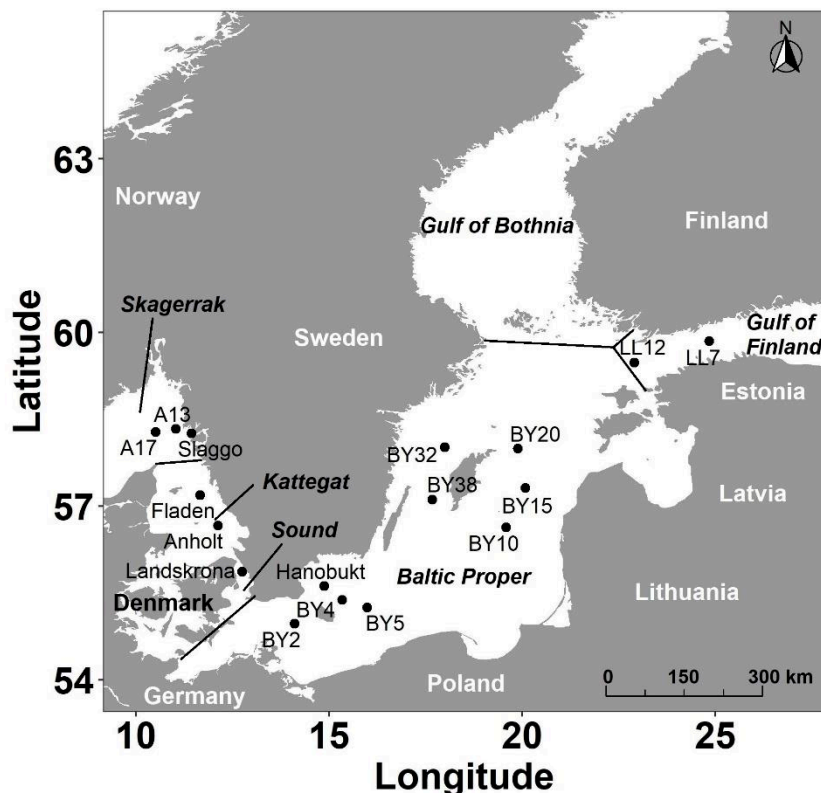 N
63
Norway
Gulf of Bothnia
Finland
Skagerrak
60
Sweden
Gulf of
Finland
LL12
LL7
Estonia
A13
A17
Slaggo
BY32
BY20
57
Kattegat
BY38
Latvia
Fladen
BY15
Anholt
Sound
BY10
Landskrona
Hanobukt
Baltic Proper
Lithuania
Denmark
BY4
BY5
BY2
0 150 300 km
54
Germany
Poland
10 15 20 25
Longitude
Latitude